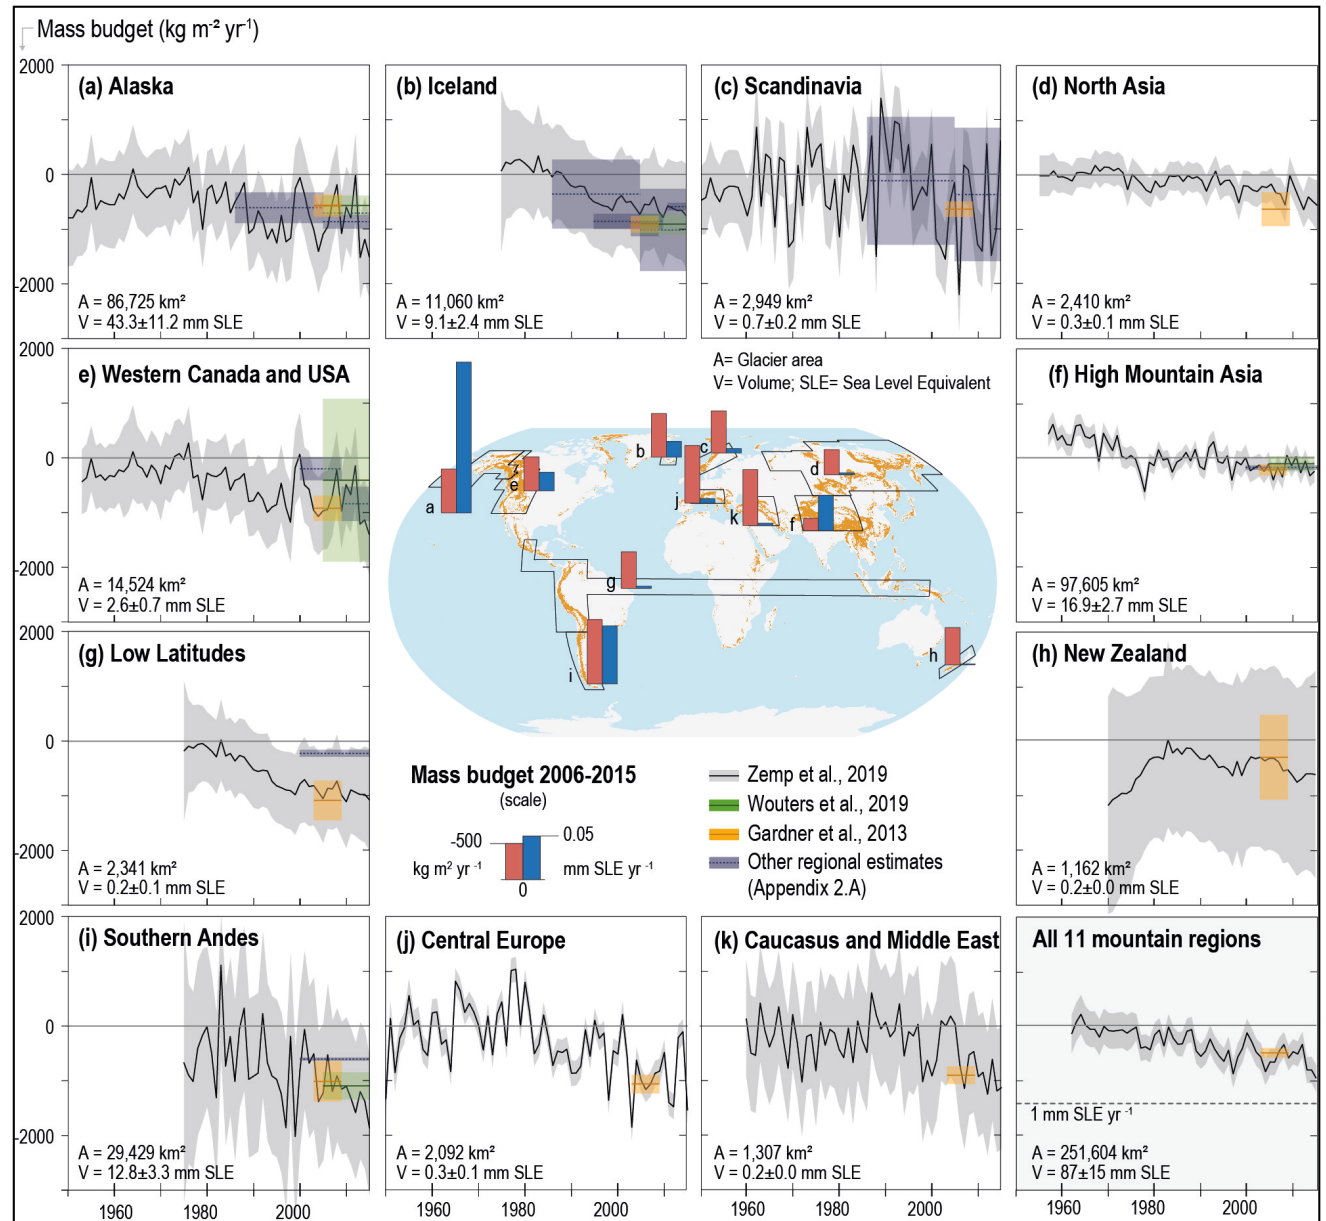 Mass budget (kg m-² yr-1)
2000
0
-2000
(a) Alaska
A = 86,725 km²
V = 43.3±11.2 mm SLE
(b) Iceland
A = 11,060 km²
V = 9.1±2.4 mm SLE
(c) Scandinavia
A = 2,949 km²
V = 0.7±0.2 mm SLE
(d) North Asia
A = 2,410 km²
V = 0.3±0.1 mm SLE
1960
1980
2000
1960
1980
2000
2000
0
-2000
e) Western Canada and USA
A = 14,524 km²
V = 2.6±0.7 mm SLE
A= Glacier area
V= Volume; SLE= Sea Level Equivalent
a
b
c
d
e
f
g
h
i
j
k
(f) High Mountain Asia
A = 97,605 km²
V = 16.9±2.7 mm SLE
2000
0
-2000
(g) Low Latitudes
A = 2,341 km²
V = 0.2±0.1 mm SLE
Mass budget 2006-2015
(scale)
-500
0.05
kg m² yr -1
mm SLE yr -1
0
Zemp et al., 2019
Wouters et al., 2019
Gardner et al., 2013
Other regional estimates
(Appendix 2.A)
(h) New Zealand
A = 1,162 km²
V = 0.2±0.0 mm SLE
2000
0
-2000
(i) Southern Andes
A = 29,429 km²
V = 12.8±3.3 mm SLE
(j) Central Europe
A = 2,092 km²
V = 0.3±0.1 mm SLE
(k) Caucasus and Middle East
A = 1,307 km²
V = 0.2±0.0 mm SLE
All 11 mountain regions
1 mm SLE yr -1
A = 251,604 km²
V = 87±15 mm SLE
1960
1980
2000
1960
1980
2000
1960
1980
2000
1960
1980
2000